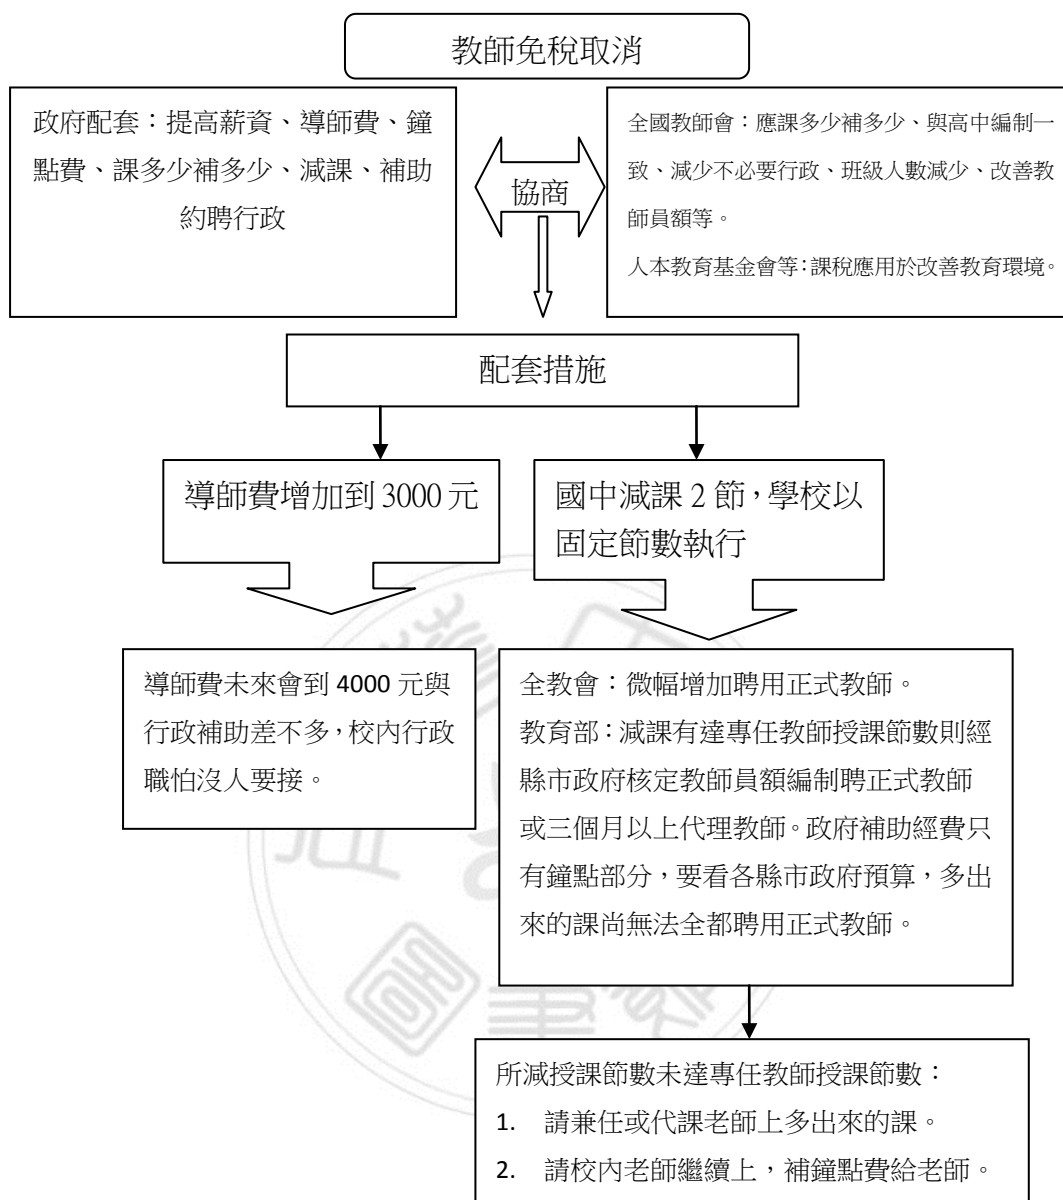 教師免稅取消
政府配套：提高薪資、導師費、鐘
點費、課多少補多少、減課、補助
約聘行政
協商
全國教師會：應課多少補多少、與高中編制一
致、減少不必要行政、班級人數減少、改善教
師員額等。
人本教育基金會等：課稅應用於改善教育環境。
配套措施
導師費增加到 3000 元
國中減課 2 節，學校以
固定節數執行
導師費未來會到 4000 元與
行政補助差不多，校內行政
職怕沒人要接。
全教會：微幅增加聘用正式教師。
教育部：減課有達專任教師授課節數則經
縣市政府核定教師員額編制聘正式教師
或三個月以上代理教師。政府補助經費只
有鐘點部分，要看各縣市政府預算，多出
來的課尚無法全都聘用正式教師。
所減授課節數未達專任教師授課節數：
1. 請兼任或代課老師上多出來的課。
2. 請校內老師繼續上，補鐘點費給老師。